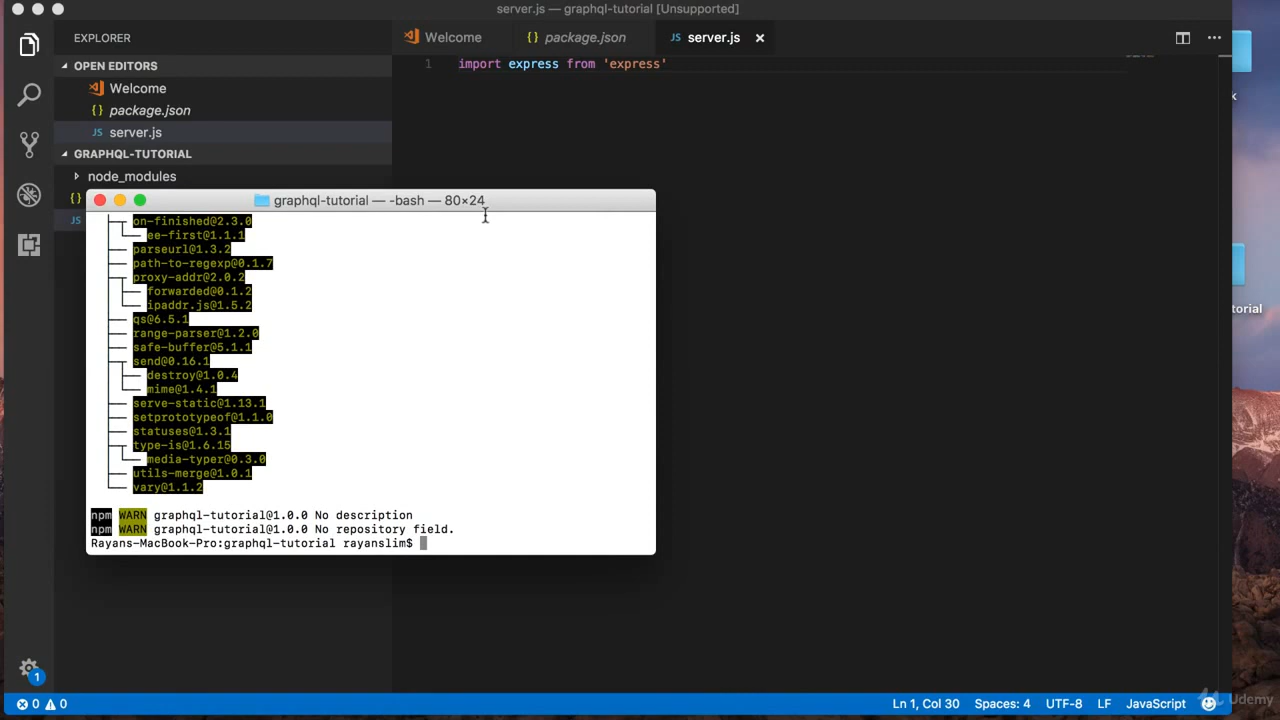 server.js — graphql-tutorial [Unsupported]
EXPLORER
Welcome
package.json
server.js
OPEN EDITORS
1
import express from 'express'
Welcome
package.json
server.js
GRAPHQL-TUTORIAL
node_modules
graphql-tutorial — -bash — 80×24
on-finished@2.3.0
ee-first@1.1.1
parseurl@1.3.2
path-to-regexp@0.1.7
proxy-addr@2.0.2
forwarded@0.1.2
ipaddr.js@1.5.2
qs@6.5.1
range-parser@1.2.0
safe-buffer@5.1.1
send@0.16.1
destroy@1.0.4
mime@1.4.1
serve-static@1.13.1
setprototypeof@1.1.0
statuses@1.3.1
type-is@1.6.15
media-typer@0.3.0
utils-merge@1.0.1
vary@1.1.2
npm WARN graphql-tutorial@1.0.0 No description
npm WARN graphql-tutorial@1.0.0 No repository field.
Rayans-MacBook-Pro:graphql-tutorial rayanslim$
torial
1
0 0
Ln 1, Col 30 Spaces: 4 UTF-8 LF JavaScript
Udemy